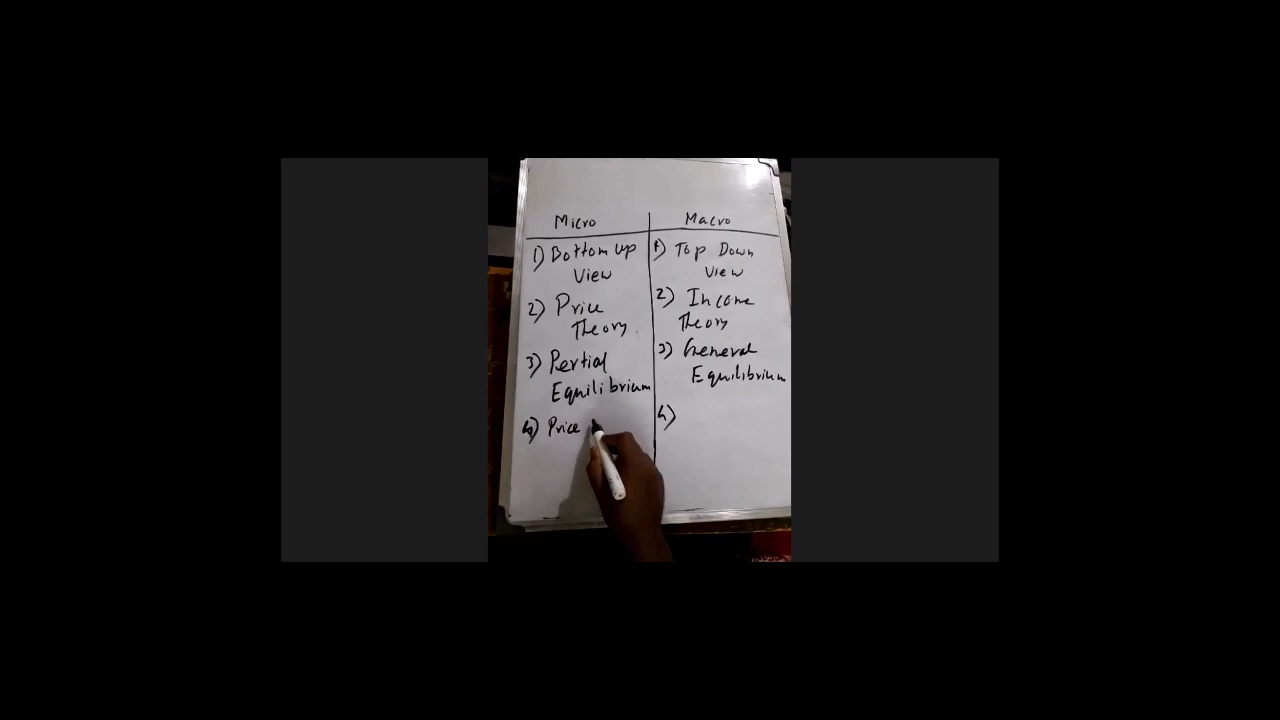 Micro
Macro
1) Bottom up
View
2) Price
Theory
3) Pertial
Equilibrium
4) Price
1) Top Down
View
2) Income
Theory
3) General
Equilibrium
4)